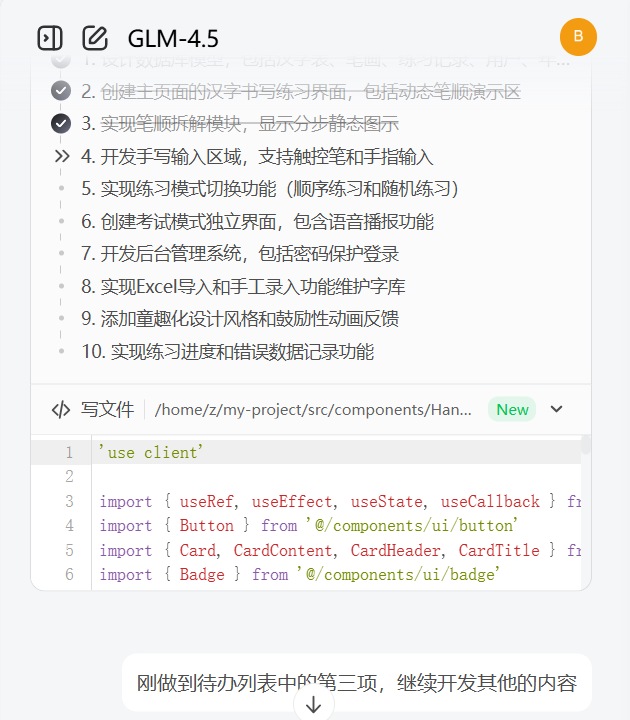 GLM-4.5
B
1. 设计数据库模型，包括汉字表、笔画、练习记录、用户、
2. 创建主页面的汉字书写练习界面，包括动态笔顺演示区
3. 实现笔顺拆解模块，显示分步静态图示
4. 开发手写输入区域，支持触控笔和手指输入
5. 实现练习模式切换功能（顺序练习和随机练习）
6. 创建考试模式独立界面，包含语音播报功能
7. 开发后台管理系统，包括密码保护登录
8. 实现Excel导入和手工录入功能维护字库
9. 添加童趣化设计风格和鼓励性动画反馈
10. 实现练习进度和错误数据记录功能
写文件 /home/z/my-project/src/components/Han... New
1 'use client'
2
3 import { useRef, useEffect, useState, useCallback } fr
4 import { Button } from '@/components/ui/button'
5 import { Card, CardContent, CardHeader, CardTitle } fr
6 import { Badge } from '@/components/ui/badge'
刚做到待办列表中的第三项，继续开发其他的内容